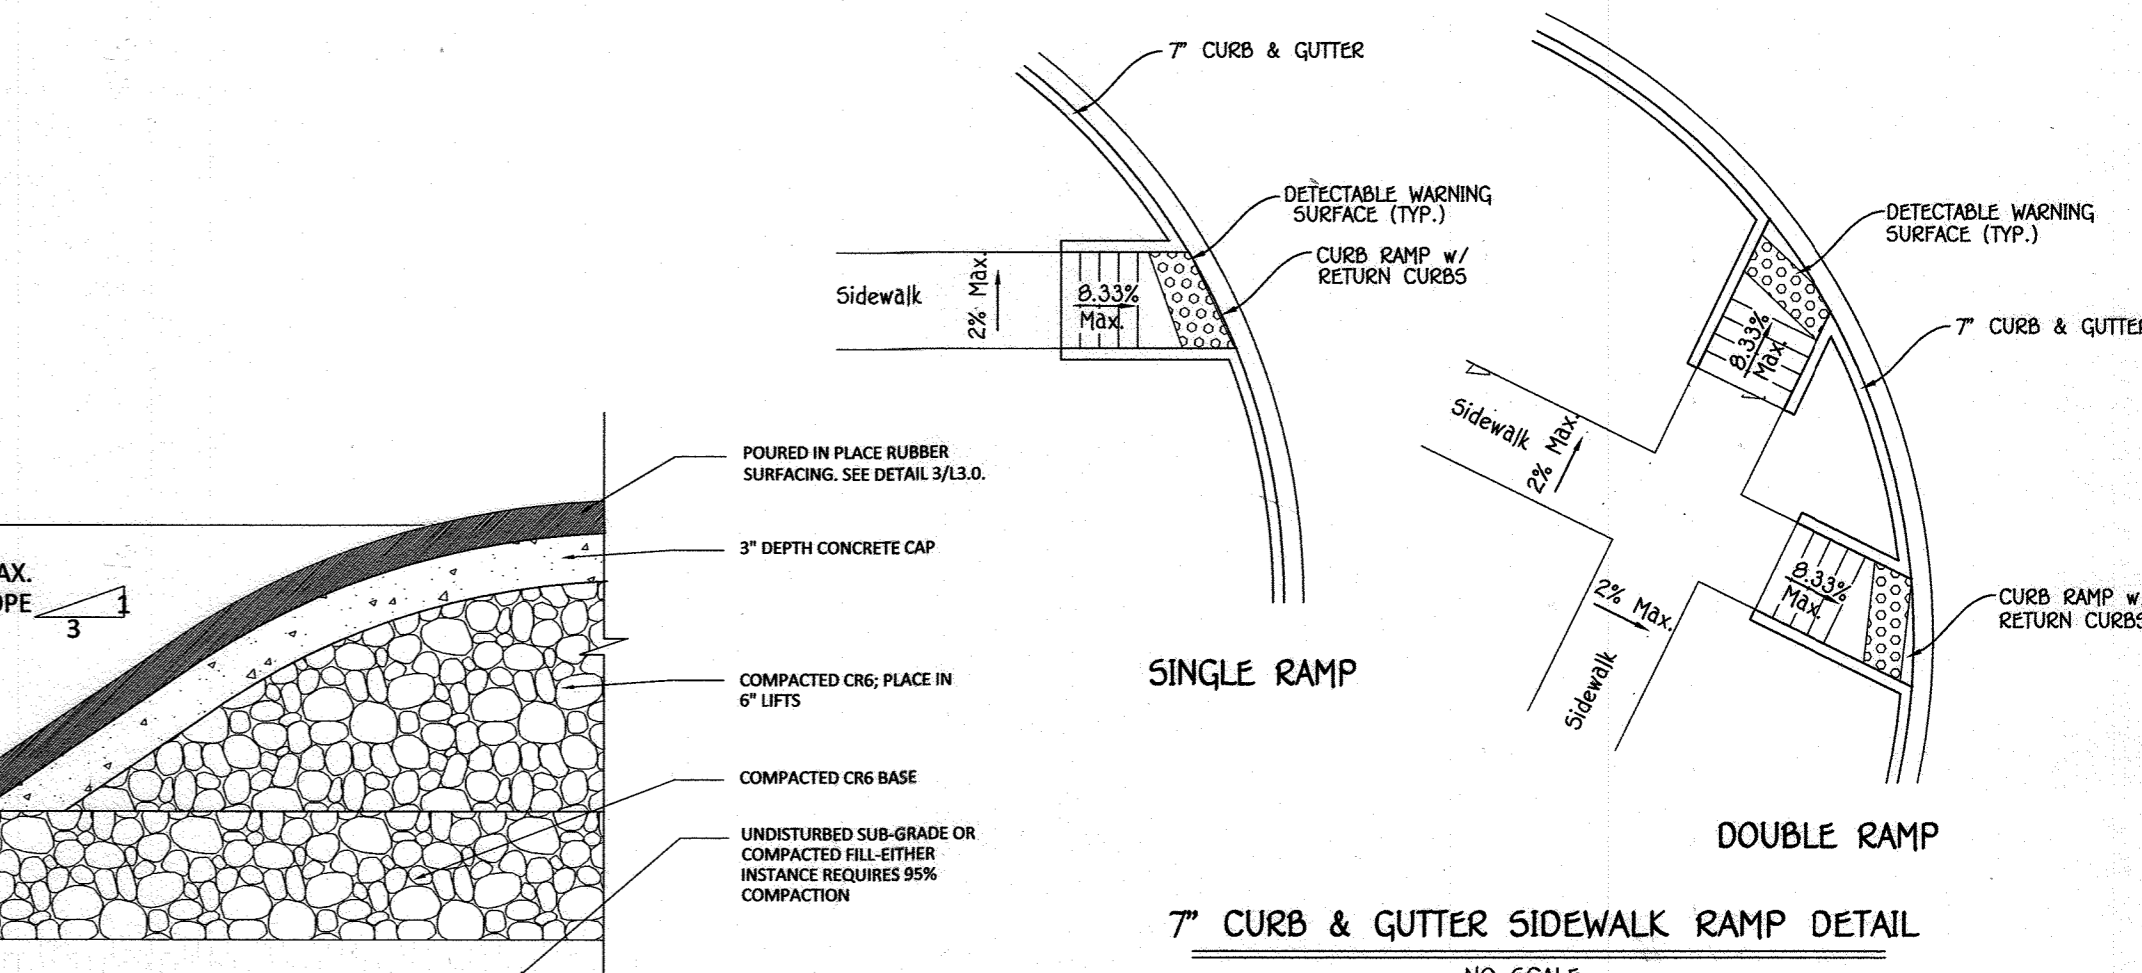 7" CURB & GUTTER
DETECTABLE WARNING
SURFACE (TYP.)
CURB RAMP w/
RETURN CURBS
Sidewalk
2% Max.
8.33%
Max.
SINGLE RAMP
DETECTABLE WARNING
SURFACE (TYP.)
7" CURB & GUTTE
8.33%
Max.
Sidewalk
2% Max.
8.33%
Max.
2% Max.
Sidewalk
CURB RAMP w
RETURN CURBS
DOUBLE RAMP
7" CURB & GUTTER SIDEWALK RAMP DETAIL
NO SCALE
POURED IN PLACE RUBBER
SURFACING. SEE DETAIL 3/L3.0.
3" DEPTH CONCRETE CAP
AX.
OPE
1
3
COMPACTED CR6; PLACE IN
6" LIFTS
COMPACTED CR6 BASE
UNDISTURBED SUB-GRADE OR
COMPACTED FILL-EITHER
INSTANCE REQUIRES 95%
COMPACTION